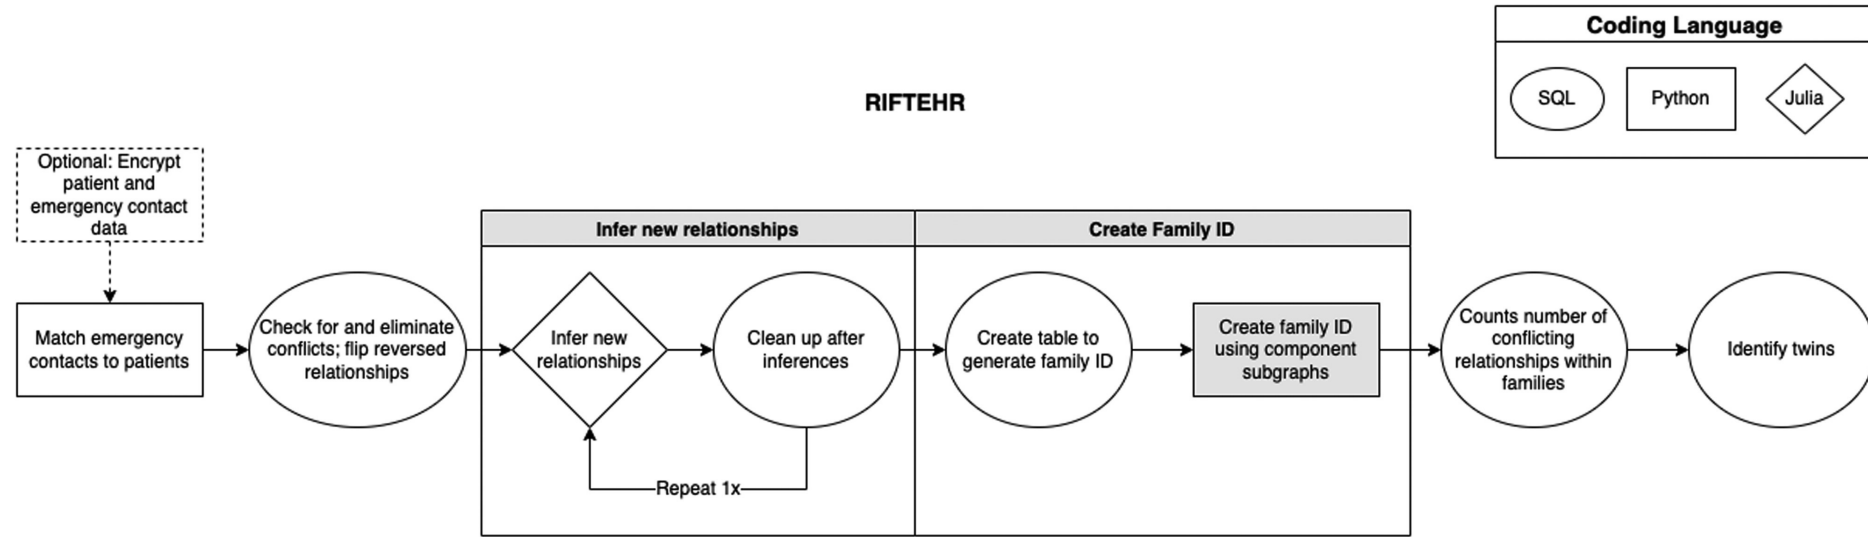 Coding Language
SQL
Python
Julia
RIFTEHR
Optional: Encrypt
patient and
emergency contact
data
Infer new relationships
Create Family ID
Match emergency
contacts to patients
Check for and eliminate
conflicts; flip reversed
relationships
Infer new
relationships
Clean up after
inferences
Create table to
generate family ID
Create family ID
using component
subgraphs
Counts number of
conflicting
relationships within
families
Identify twins
Repeat 1x